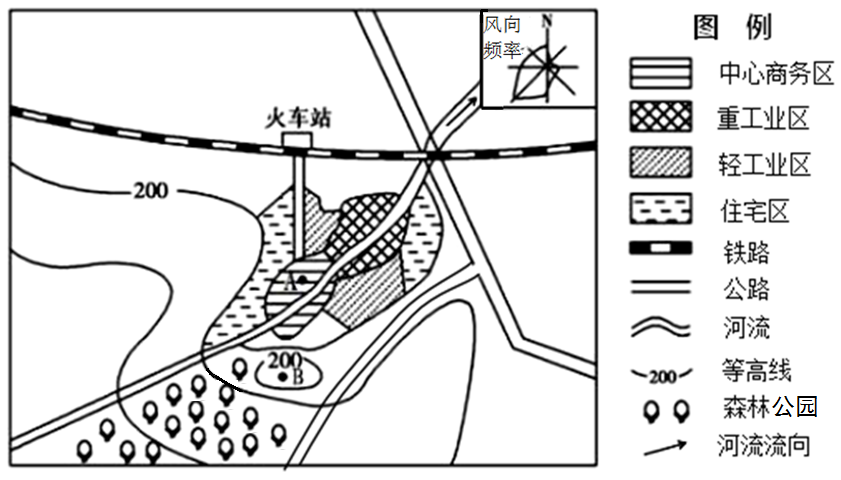 风向
频率
N
火车站
200
A
200
B
图 例
中心商务区
重工业区
轻工业区
住宅区
铁路
公路
河流
200
等高线
森林公园
河流流向